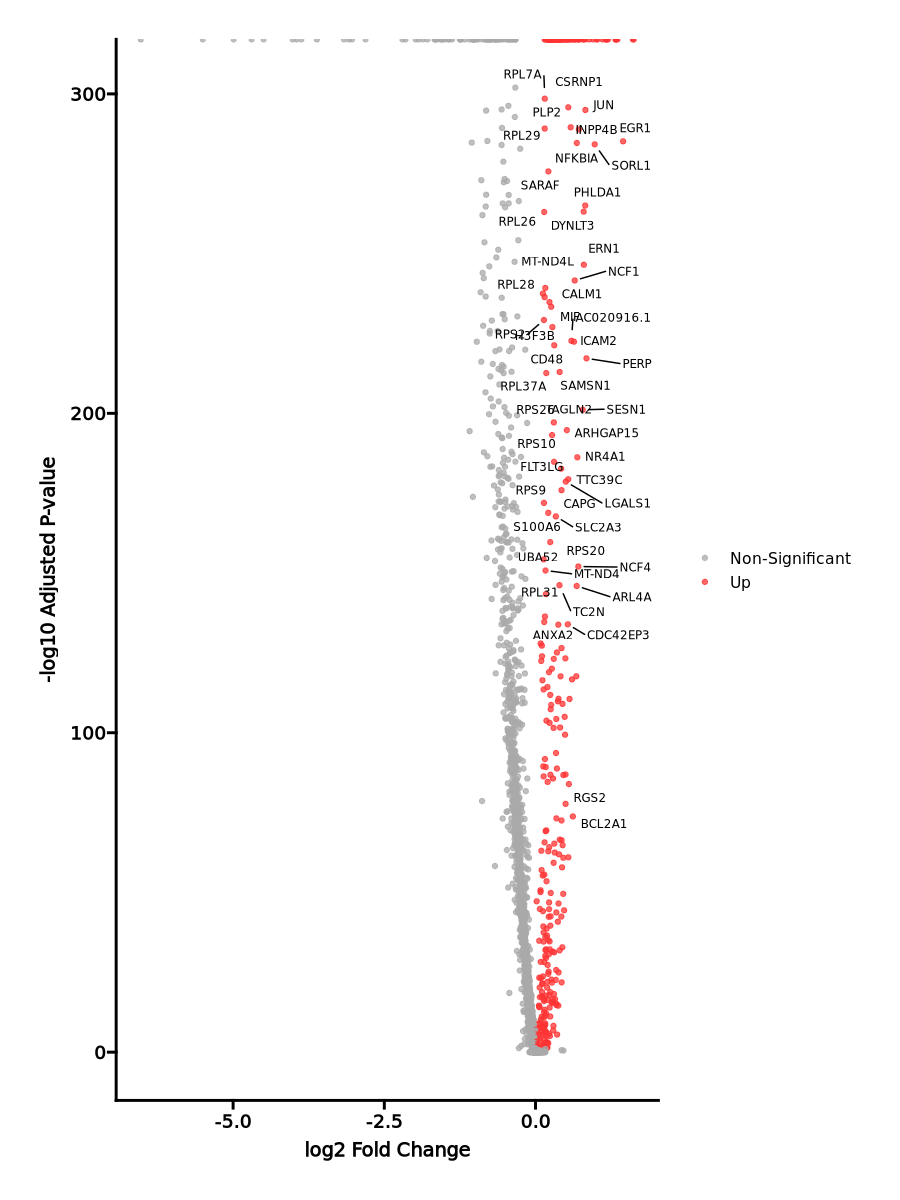 RPL7A
CSRNP1
PLP2
JUN
RPL29
INPP4B
EGR1
NFKBIA
SORL1
SARAF
PHLDA1
RPL26
DYNLT3
ERN1
MT-ND4L
NCF1
RPL28
CALM1
AC020916.1
H3F3B
ICAM2
CD48
PERP
RPL37A
SAMSN1
RPS26
TAGLN2
SESN1
ARHGAP15
RPS10
NR4A1
FLT3LG
TTC39C
RPS9
CAPG
LGALS1
S100A6
SLC2A3
RPS20
UBA52
NCF4
MT-ND4
RPL31
ARL4A
TC2N
ANXA2
CDC42EP3
RGS2
BCL2A1
300
200
100
0
-log10 Adjusted P-value
-5.0
-2.5
0.0
log2 Fold Change
Non-Significant
Up